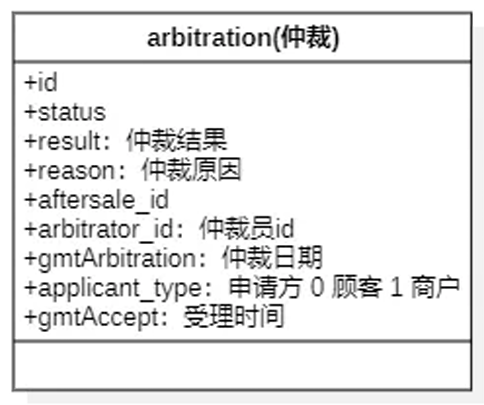 arbitration(仲裁)
+id
+status
+result：仲裁结果
+reason：仲裁原因
+aftersale_id
+arbitrator_id：仲裁员id
+gmtArbitration：仲裁日期
+applicant_type：申请方 0 顾客 1 商户
+gmtAccept：受理时间